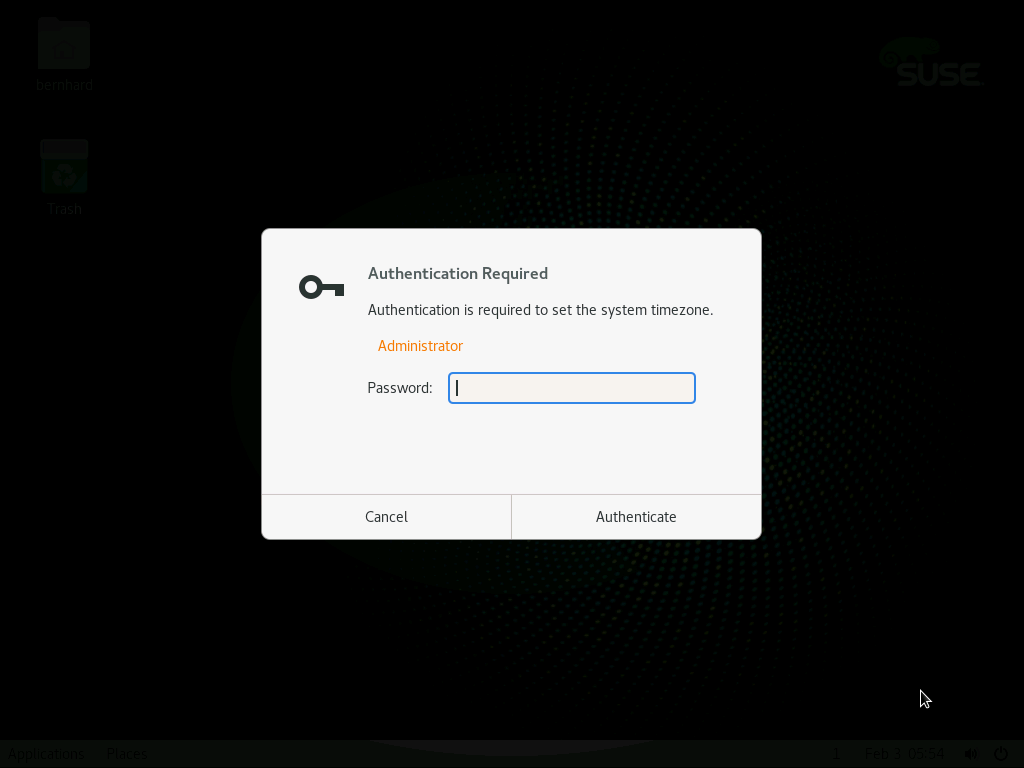 bernhard
SUSE
Trash
Authentication Required
Authentication is required to set the system timezone.
Administrator
Password:
Cancel
Authenticate
Applications
Places
1
Feb 3 05:54